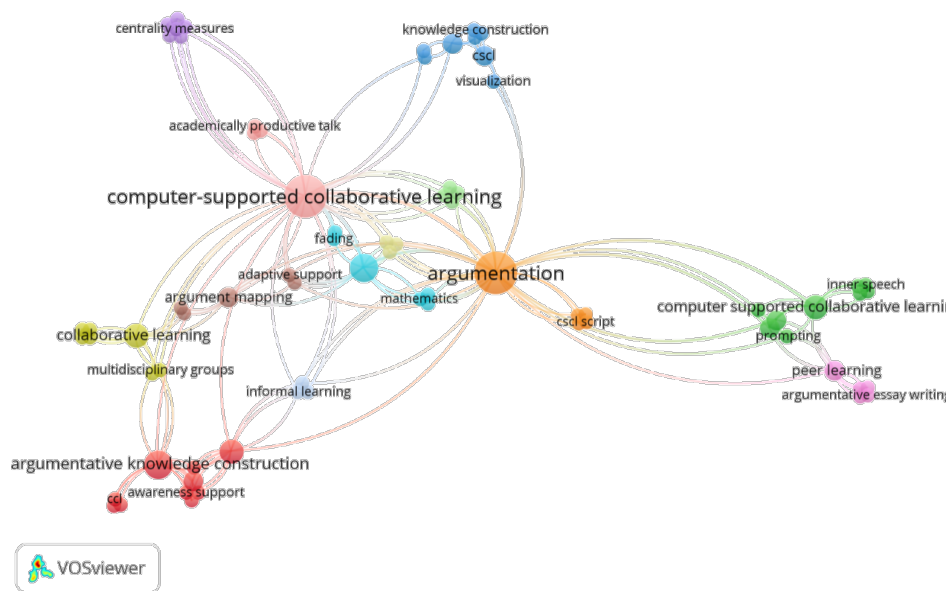 centrality measures
knowledge construction
cscl
visualization
academically productive talk
computer-supported collaborative learning
fading
adaptive support
argumentation
inner speech
argument mapping
mathematics
computer supported collaborative learnin
cscl script
collaborative learning
prompting
multidisciplinary groups
peer learning
informal learning
argumentative essay writing
argumentative knowledge construction
awareness support
ccl
VOSviewer